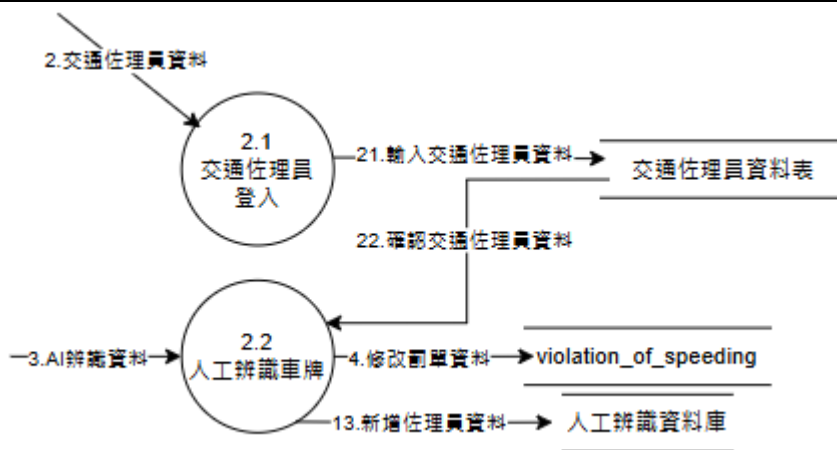 2.交通佐理員資料
2.1
交通佐理員
登入
21.輸入交通佐理員資料
交通佐理員資料表
22.確認交通佐理員資料
3.AI辨識資料
2.2
人工辨識車牌
4.修改罰單資料
violation_of_speeding
13.新增佐理員資料
人工辨識資料庫